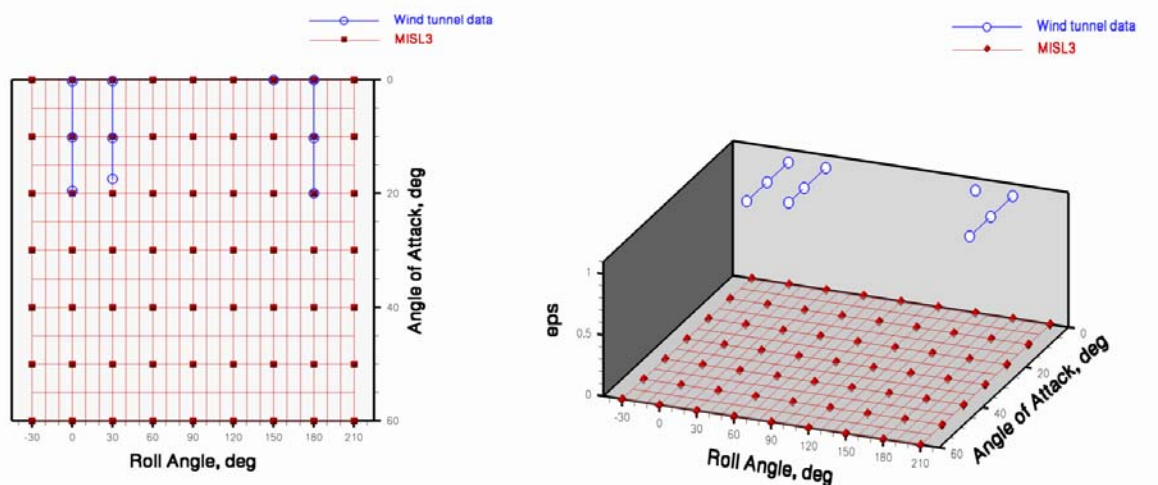 Wind tunnel data
MISL3
0
20
40
60
Angle of Attack, deg
-30 0 30 60 90 120 150 180 210
Roll Angle, deg
Wind tunnel data
MISL3
1
0.5
0
eps
-30 0 30 60 90 120 150 180 210
Roll Angle, deg
0
20
40
60
Angle of Attack, deg